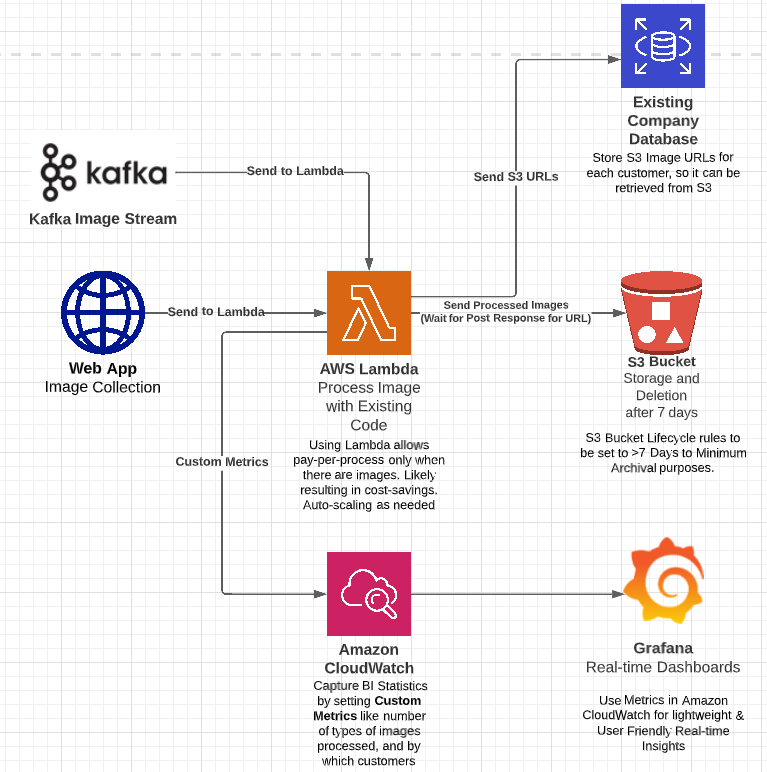 Existing
Company
Database
Store S3 Image URLs for
each customer, so it can be
retrieved from S3
Send S3 URLs
kafka
Kafka Image Stream
Send to Lambda
Web App
Image Collection
Send to Lambda
AWS Lambda
Process Image
with Existing
Code
Using Lambda allows
pay-per-process only when
there are images. Likely
resulting in cost-savings.
Auto-scaling as needed
Send Processed Images
(Wait for Post Response for URL)
S3 Bucket
Storage and
Deletion
after 7 days
S3 Bucket Lifecycle rules to
be set to >7 Days to Minimum
Archival purposes.
Custom Metrics
Amazon
CloudWatch
Capture BI Statistics
by setting Custom
Metrics like number
of types of images
processed, and by
which customers
Grafana
Real-time Dashboards
Use Metrics in Amazon
CloudWatch for lightweight &
User Friendly Real-time
Insights